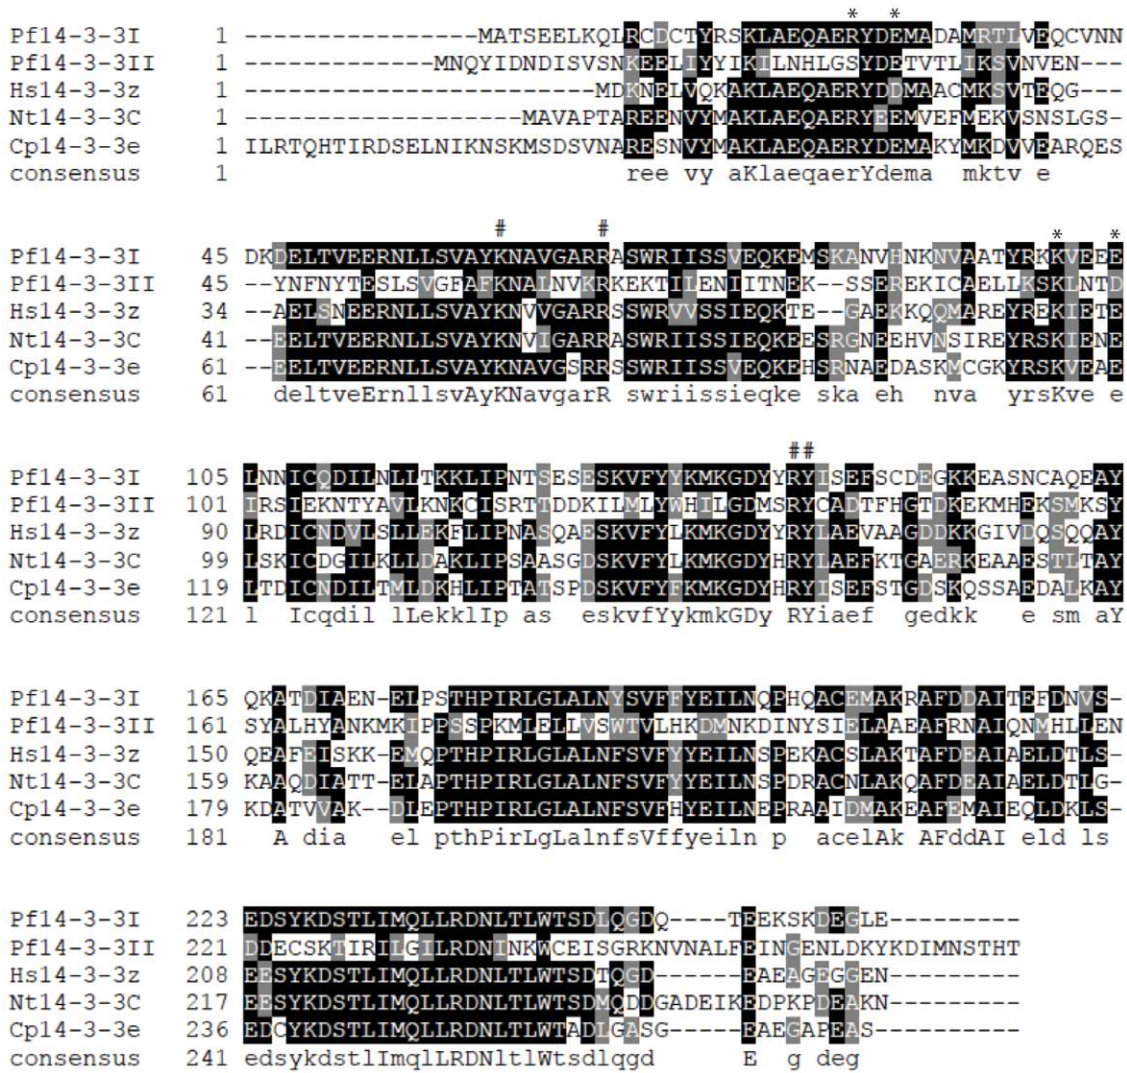 * *
Pf14-3-3I 1 ----------------MATSEELKQLRCDCTYRSKLAEQAERYDEMADAMRTLVEQCVNN
Pf14-3-3II 1 -------------MNQYIDNDISVSNKEELIYYIKILNHLGSYDETVTLIKSVNVEN---
Hs14-3-3z 1 ------------------------MDKNELVQKAKLAEQAERYDDMAACMKSVTEQG---
Nt14-3-3C 1 -------------------MAVAPTAREENVYMAKLAEQAERYEEMVEFMEKVSNSLGS-
Cp14-3-3e 1 ILRTQHTIRDSELNIKNSKMSDSVNARESNVYMAKLAEQAERYDEMAKYMKDVVEARQES
consensus 1 ree vy aKlaeqaerYdema mktv e
# # * *
Pf14-3-3I 45 DKDELTVEERNLLSVAYKNAVGARRASWRIISSVEQKEMSKANVHNKNVAATYRKKVEEE
Pf14-3-3II 45 --YNFNYTESLSVGFAFKNALNVKRKEKTILENIITNEK--SSEREKICAELLKSKLNTD
Hs14-3-3z 34 --AELSNEERNLLSVAYKNVVGARRSSWRVVSSIEQKTE--GAEKKQQMAREYREKIETE
Nt14-3-3C 41 --EELTVEERNLLSVAYKNVIGARRASWRIISSIEQKEESRGNEEHVNSIREYRSKIENE
Cp14-3-3e 61 --EELTVEERNLLSVAYKNAVGSRRSSWRIISSVEQKEHSRNAEDASKMCGKYRSKVEAE
consensus 61 deltveErnllsvAyKNavgarR swriissieqke ska eh nva yrsKve e
##
Pf14-3-3I 105 LNNICQDILNLLTKKLIPNTSESESKVFYYKMKGDYYRYISEFSCDEGKKEASNCAQEAY
Pf14-3-3II 101 IRSIEKNTYAVLKNKCISRTTDDKILMLYWHILGDMSRYCADTFHGTDKEKMHEKSMKSY
Hs14-3-3z 90 LRDICNDVLSLLEKFLIPNASQAESKVFYLKMKGDYYRYLAEVAAGDDKKGIVDQSQQAY
Nt14-3-3C 99 LSKICDGILKLLDAKLIPSAASGDSKVFYLKMKGDYHRYLAEFKTGAERKEAAESTLTAY
Cp14-3-3e 119 LTDICNDILTMLDKHLIPTATSPDSKVFYFKMKGDYHRYISEFSTGDSKQSSAEDALKAY
consensus 121 l Icqdil lLekklIp as eskvfYykmkGDy RYiaef gedkk e sm aY
Pf14-3-3I 165 QKATDIAEN-ELPSTHPIRLGLALNYSVFFYEILNQPHQACEMAKRAFDDAITEFDNVS-
Pf14-3-3II 161 SYALHYANKMKIPPSSPKMLELLVSWTVLHKDMNKDINYSIELAAEAFRNAIQNMHLLEN
Hs14-3-3z 150 QEAFEISKK-EMQPTHPIRLGLALNFSVFYYEILNSPEKACSLAKTAFDEAIAELDTLS-
Nt14-3-3C 159 KAAQDIATT-ELAPTHPIRLGLALNFSVFYYEILNSPDRACNLAKQAFDEAIAELDTLG-
Cp14-3-3e 179 KDATVVAK--DLEPTHPIRLGLALNFSVFHYEILNEPRAAIDMAKEAFEMAIEQLDKLS-
consensus 181 A dia el pthPirLgLalnfsVffyeiln p acelAk AFddAI eld ls
Pf14-3-3I 223 EDSYKDSTLIMQLLRDNLTLWTSDLQGDQ----TEEKSKDEGLE---------
Pf14-3-3II 221 DDECSKTIRILGILRDNINKWCEISGRKNVNALFEINGENLDKYKDIMNSTHT
Hs14-3-3z 208 EESYKDSTLIMQLLRDNLTLWTSDTQGD------EAEAGEGGEN---------
Nt14-3-3C 217 EESYKDSTLIMQLLRDNLTLWTSDMQDDGADEIKEDPKPDEAKN---------
Cp14-3-3e 236 EDCYKDSTLIMQLLRDNLTLWTADLGASG-----EAEGAPEAS----------
consensus 241 edsykdstlImqlLRDNltlWtsdlqgd E g deg